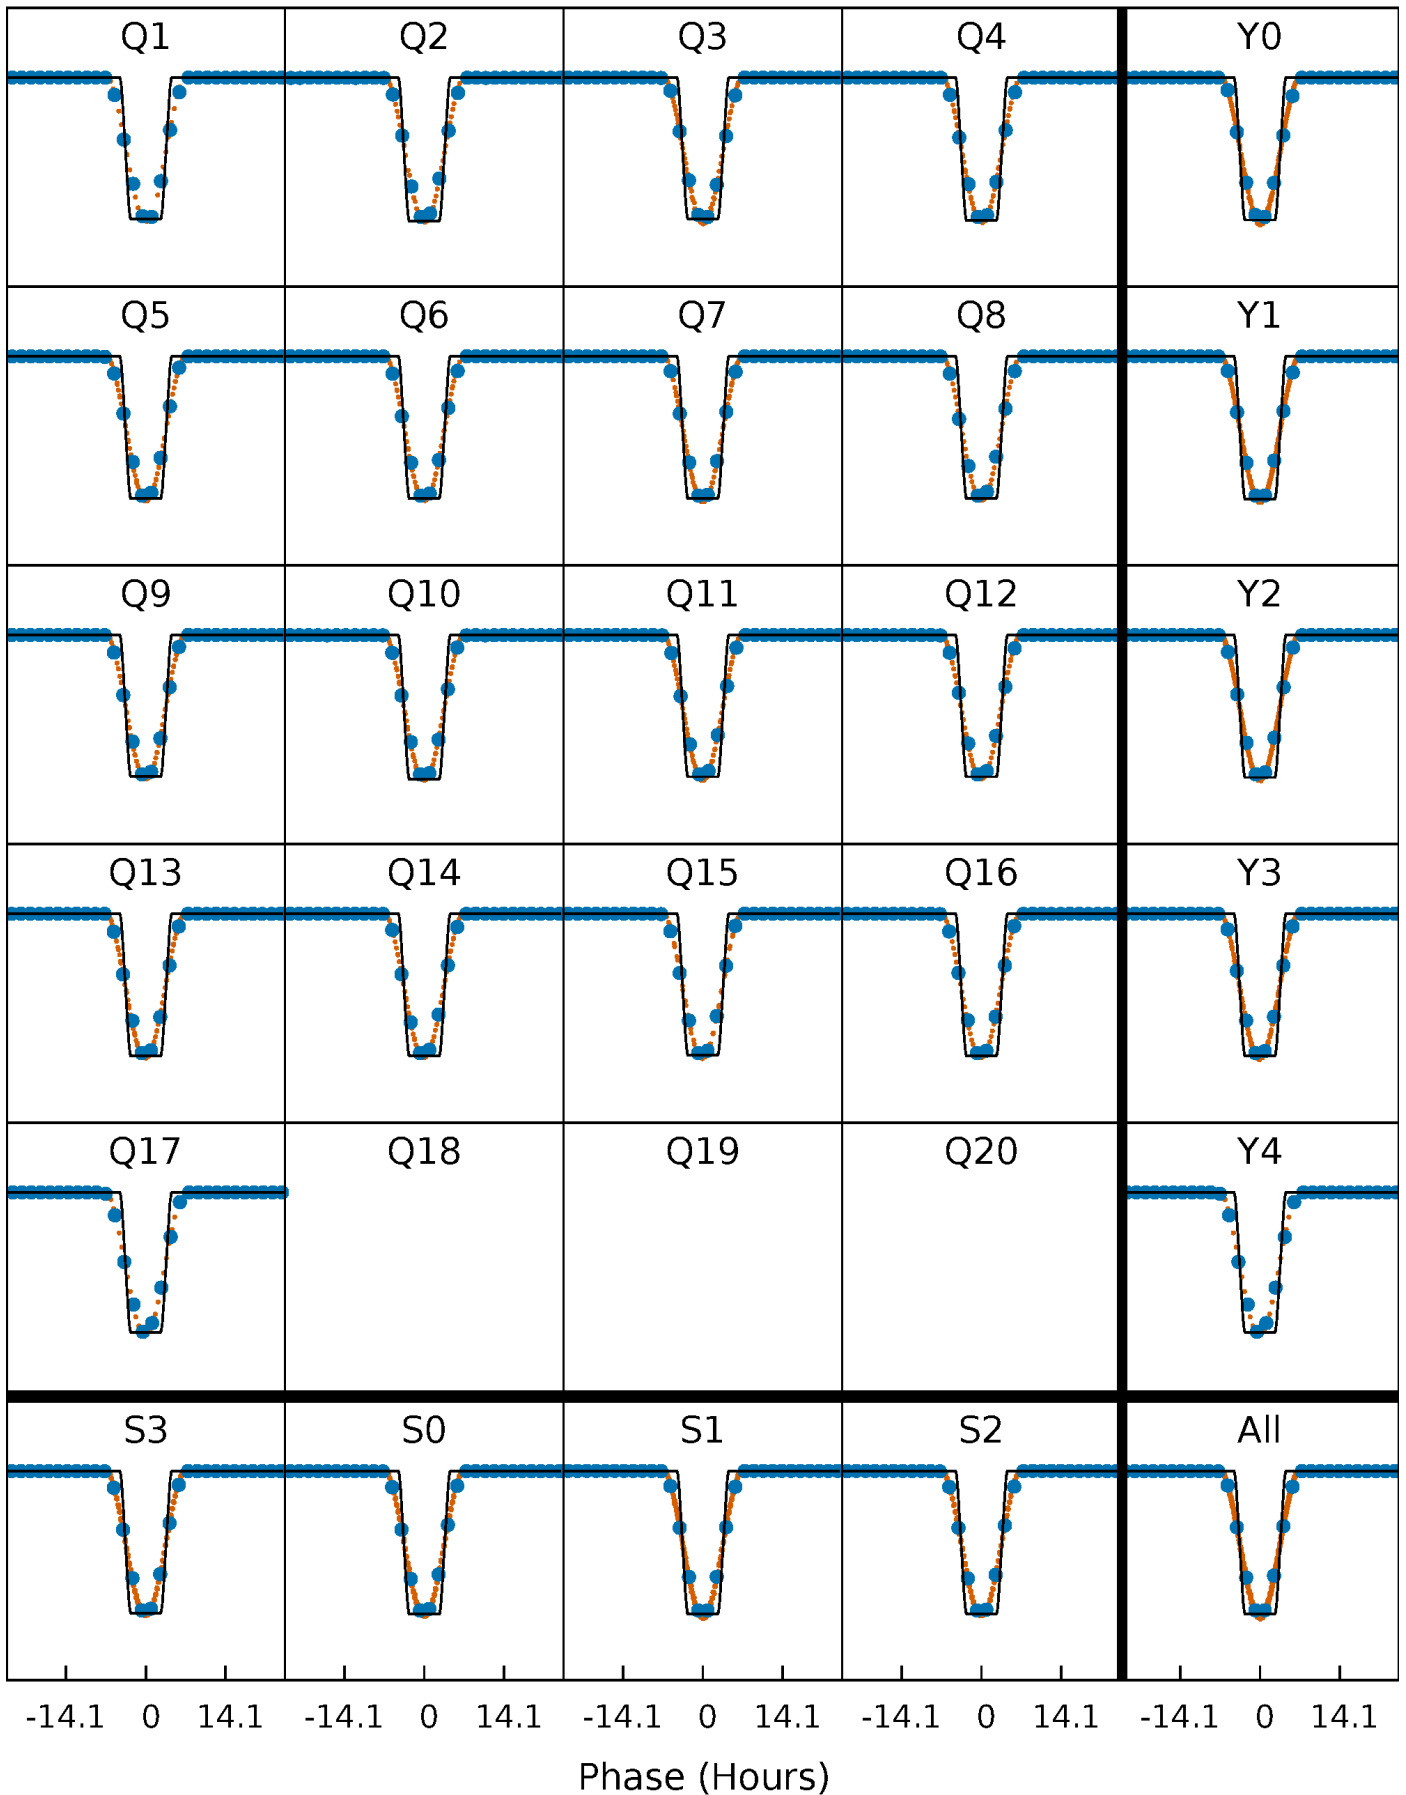 Q1 Q2 Q3 Q4 Y0
Q5 Q6 Q7 Q8 Y1
Q9 Q10 Q11 Q12 Y2
Q13 Q14 Q15 Q16 Y3
Q17 Q18 Q19 Q20 Y4
S3 S0 S1 S2 All
-14.1 0 14.1 -14.1 0 14.1 -14.1 0 14.1 -14.1 0 14.1 -14.1 0 14.1
Phase (Hours)